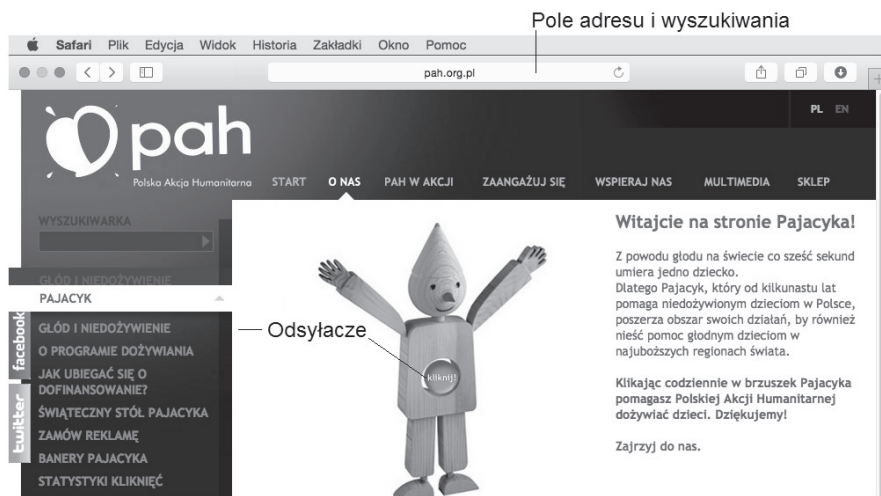 Pole adresu i wyszukiwania
Safari Plik Edycja Widok Historia Zakładki Okno Pomoc
pah.org.pl
PL EN
pah
Polska Akcja Humanitarna
START O NAS PAH W AKCJI ZAANGAŻUJ SIĘ WSPIERAJ NAS MULTIMEDIA SKLEP
WYSZUKIWARKA
GŁÓD I NIEDOŻYWIENIE
PAJACYK
GŁÓD I NIEDOŻYWIENIE
O PROGRAMIE DOŻYWIANIA
JAK UBIEGAĆ SIĘ O
DOFINANSOWANIE?
ŚWIĄTECZNY STÓŁ PAJACYKA
ZAMÓW REKLAMĘ
BANERY PAJACYKA
STATYSTYKI KLIKNIĘĆ
facebook
twitter
Odsyłacze
kliknij!
Witajcie na stronie Pajacyka!
Z powodu głodu na świecie co sześć sekund
umiera jedno dziecko.
Dlatego Pajacyk, który od kilkunastu lat
pomaga niedożywionym dzieciom w Polsce,
poszerza obszar swoich działań, by również
nieść pomoc głodnym dzieciom w
najuboższych regionach świata.
Klikając codziennie w brzuszek Pajacyka
pomagasz Polskiej Akcji Humanitarnej
dożywiać dzieci. Dziękujemy!
Zajrzyj do nas.